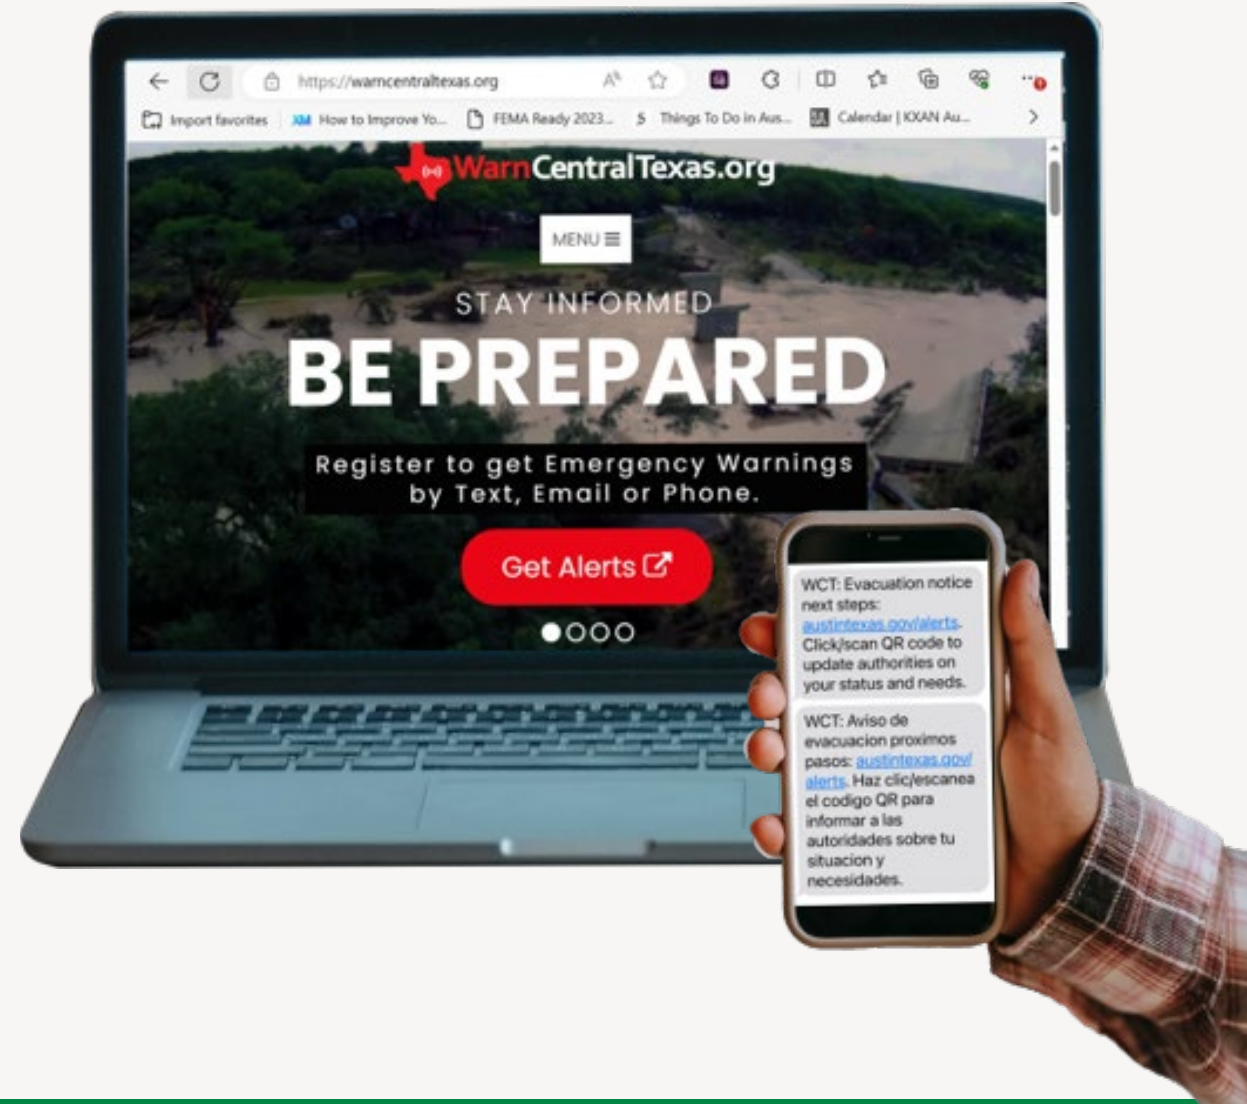 https://warncentraltexas.org
Import favorites How to Improve Yo... FEMA Ready 2023... Things To Do in Aus... Calendar | KXAN Au...
WarnCentralTexas.org
MENU
STAY INFORMED
BE PREPARED
Register to get Emergency Warnings
by Text, Email or Phone.
Get Alerts
WCT: Evacuation notice
next steps:
austintexas.gov/alerts.
Click/scan QR code to
update authorities on
your status and needs.
WCT: Aviso de
evacuacion proximos
pasos: austintexas.gov/
alerts. Haz clic/escanea
el codigo QR para
informar a las
autoridades sobre tu
situacion y
necesidades.